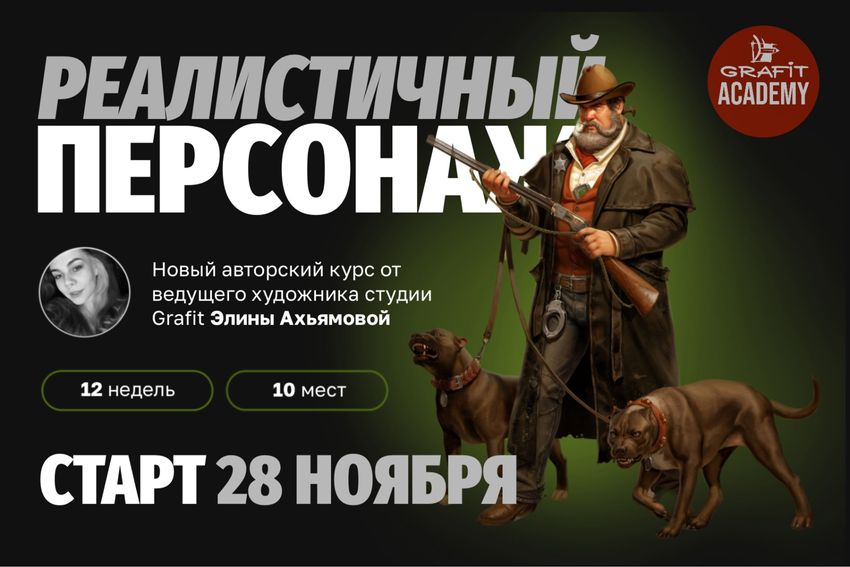 РЕАЛИСТИЧНЫЙ
ПЕРСОНАЖ
GRAFIT
ACADEMY
Новый авторский курс от
ведущего художника студии
Grafit Элины Ахьямовой
12 недель
10 мест
СТАРТ 28 НОЯБРЯ